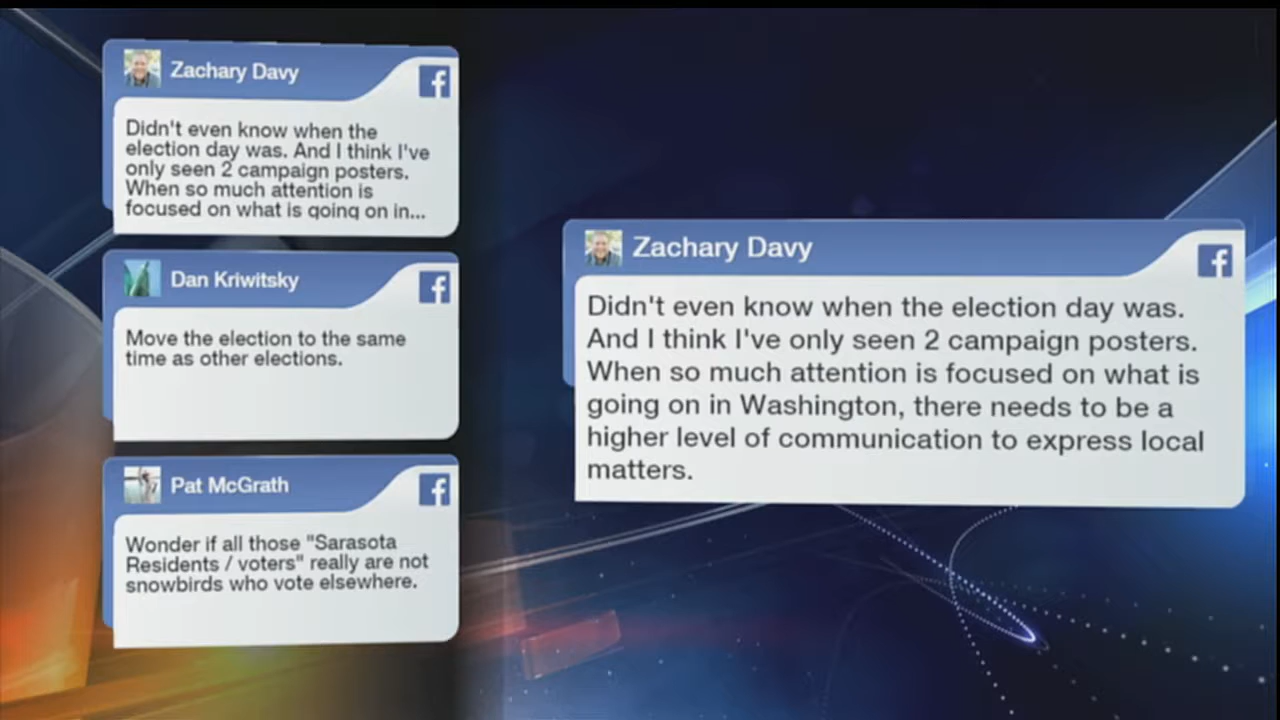 Zachary Davy
Didn't even know when the
election day was. And I think I've
only seen 2 campaign posters.
When so much attention is
focused on what is going on in...
Dan Kriwitsky
Move the election to the same
time as other elections.
Pat McGrath
Wonder if all those "Sarasota
Residents / voters" really are not
snowbirds who vote elsewhere.
Zachary Davy
Didn't even know when the election day was.
And I think I've only seen 2 campaign posters.
When so much attention is focused on what is
going on in Washington, there needs to be a
higher level of communication to express local
matters.